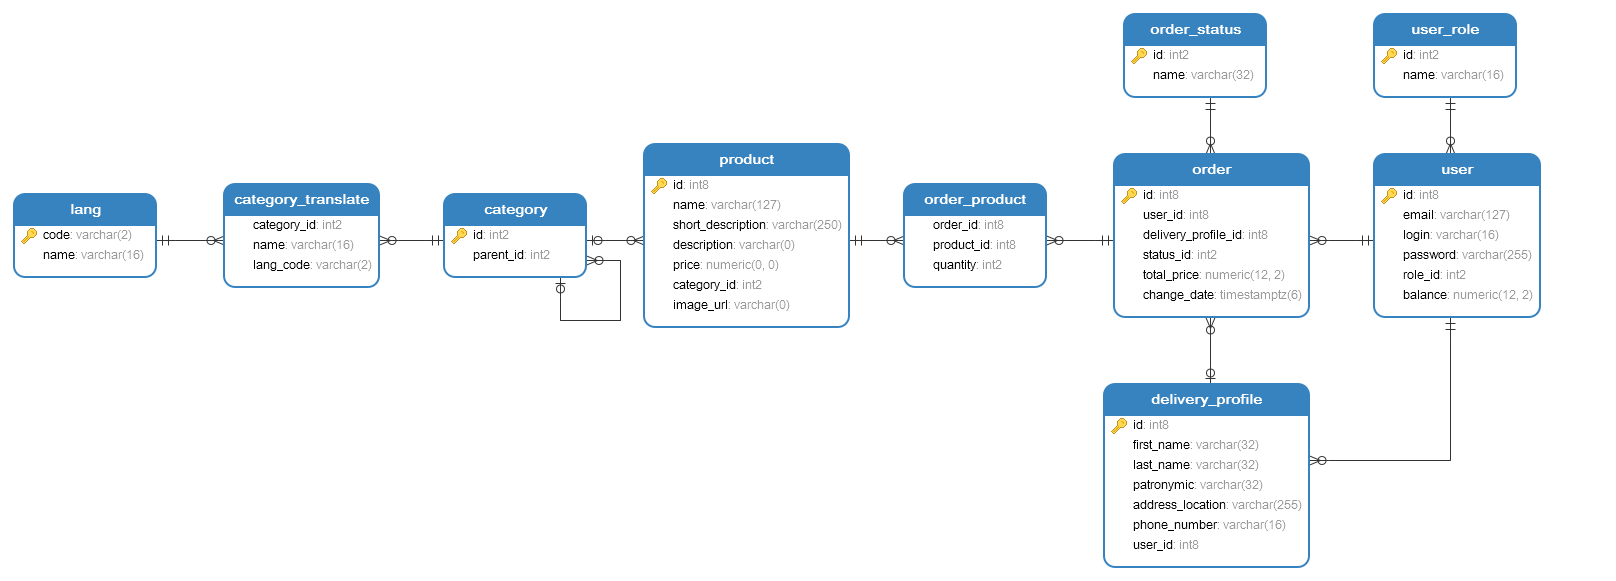 order_status
id: int2
name: varchar(32)
user_role
id: int2
name: varchar(16)
lang
code: varchar(2)
name: varchar(16)
category_translate
category_id: int2
name: varchar(16)
lang_code: varchar(2)
category
id: int2
parent_id: int2
product
id: int8
name: varchar(127)
short_description: varchar(250)
description: varchar(0)
price: numeric(0, 0)
category_id: int2
image_url: varchar(0)
order_product
order_id: int8
product_id: int8
quantity: int2
order
id: int8
user_id: int8
delivery_profile_id: int8
status_id: int2
total_price: numeric(12, 2)
change_date: timestamptz(6)
user
id: int8
email: varchar(127)
login: varchar(16)
password: varchar(255)
role_id: int2
balance: numeric(12, 2)
delivery_profile
id: int8
first_name: varchar(32)
last_name: varchar(32)
patronymic: varchar(32)
address_location: varchar(255)
phone_number: varchar(16)
user_id: int8